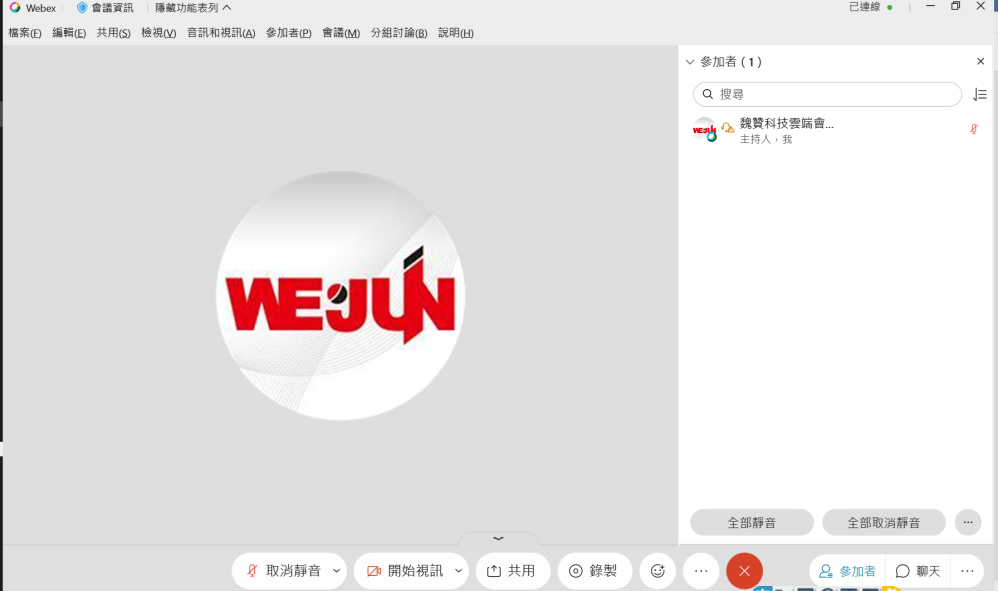 Webex 會議資訊 隱藏功能表列 已連線
檔案(F) 編輯(E) 共用(S) 檢視(V) 音訊和視訊(A) 參加者(P) 會議(M) 分組討論(B) 說明(H)
參加者 (1)
搜尋
WEJUN
魏贊科技雲端會...
主持人，我
WEJUN
全部靜音 全部取消靜音 ...
取消靜音 開始視訊 共用 錄製 ... 參加者 聊天 ...